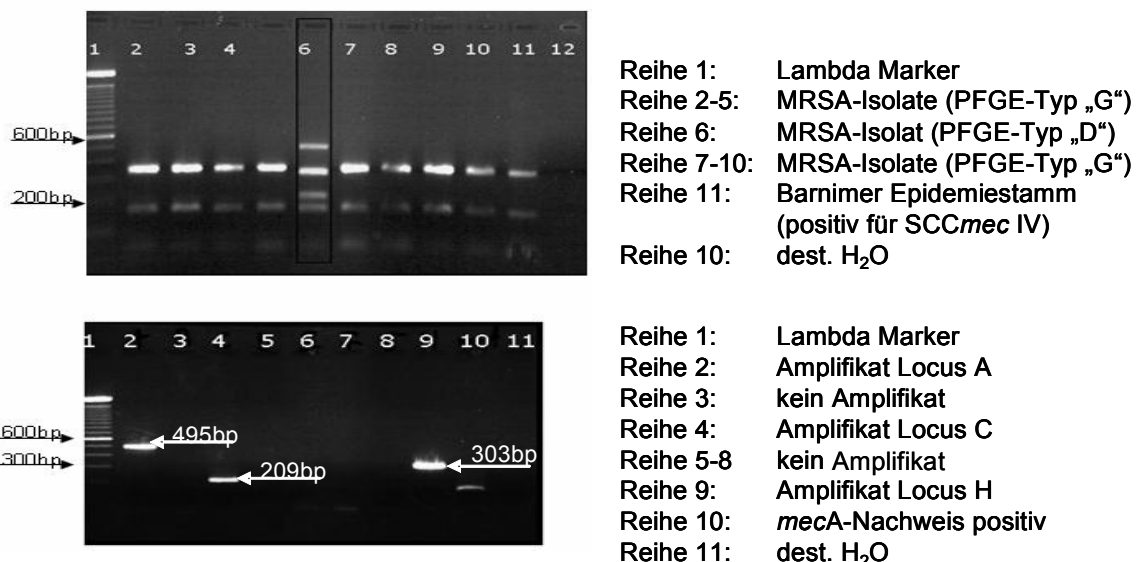 1 2 3 4 6 7 8 9 10 11 12
600bp
200bp
Reihe 1: Lambda Marker
Reihe 2-5: MRSA-Isolate (PFGE-Typ „G“)
Reihe 6: MRSA-Isolat (PFGE-Typ „D“)
Reihe 7-10: MRSA-Isolate (PFGE-Typ „G“)
Reihe 11: Barnimer Epidemiestamm
(positiv für SCCmec IV)
Reihe 10: dest. H₂O
1 2 3 4 5 6 7 8 9 10 11
600bp
300bp
495bp
209bp
303bp
Reihe 1: Lambda Marker
Reihe 2: Amplifikat Locus A
Reihe 3: kein Amplifikat
Reihe 4: Amplifikat Locus C
Reihe 5-8 kein Amplifikat
Reihe 9: Amplifikat Locus H
Reihe 10: mecA-Nachweis positiv
Reihe 11: dest. H₂O